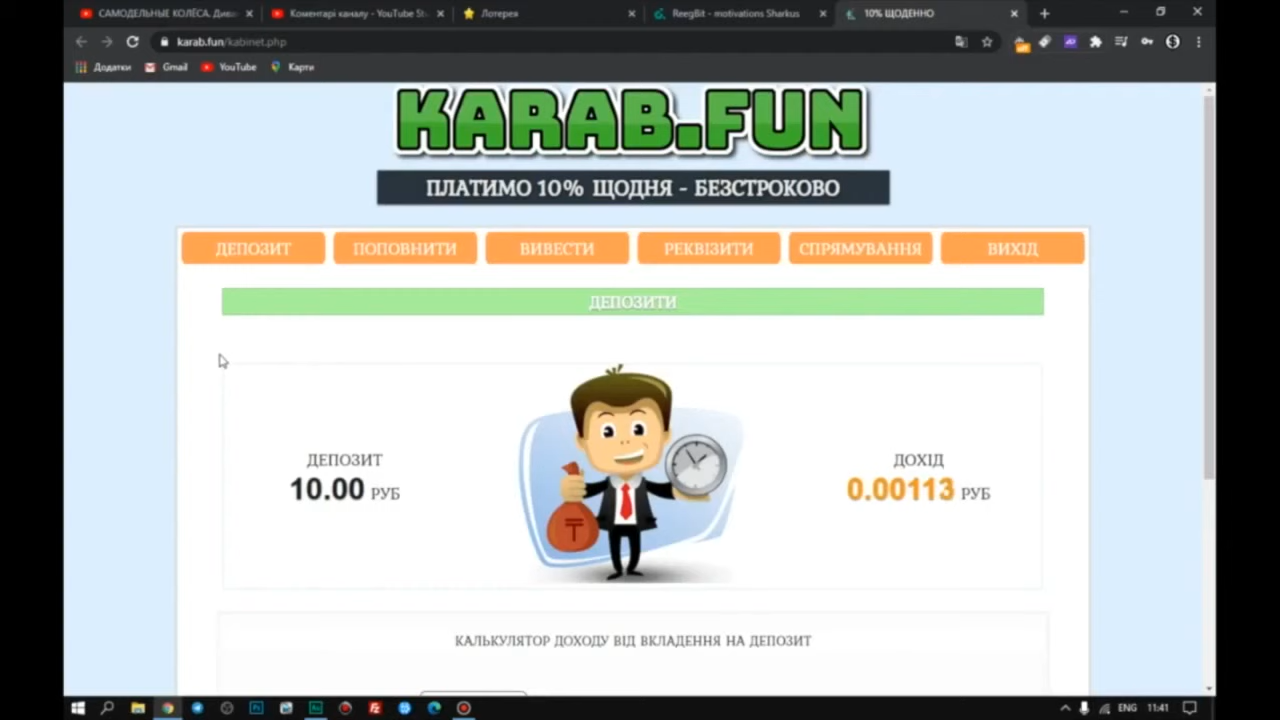 САМОДЕЛЬНЫЕ КОЛЁСА. Диван
Коментарі каналу - YouTube St
Лотерея
ReegBit - motivations Sharkus
10% ЩОДЕННО
karab.fun/kabinet.php
Додатки
Gmail
YouTube
Карти
KARAB.FUN
ПЛАТИМО 10% ЩОДНЯ - БЕЗСТРОКОВО
ДЕПОЗИТ
ПОПОВНИТИ
ВИВЕСТИ
РЕКВІЗИТИ
СПРЯМУВАННЯ
ВИХІД
ДЕПОЗИТИ
ДЕПОЗИТ
10.00 РУБ
ДОХІД
0.00113 РУБ
КАЛЬКУЛЯТОР ДОХОДУ ВІД ВКЛАДЕННЯ НА ДЕПОЗИТ
ENG 11:41